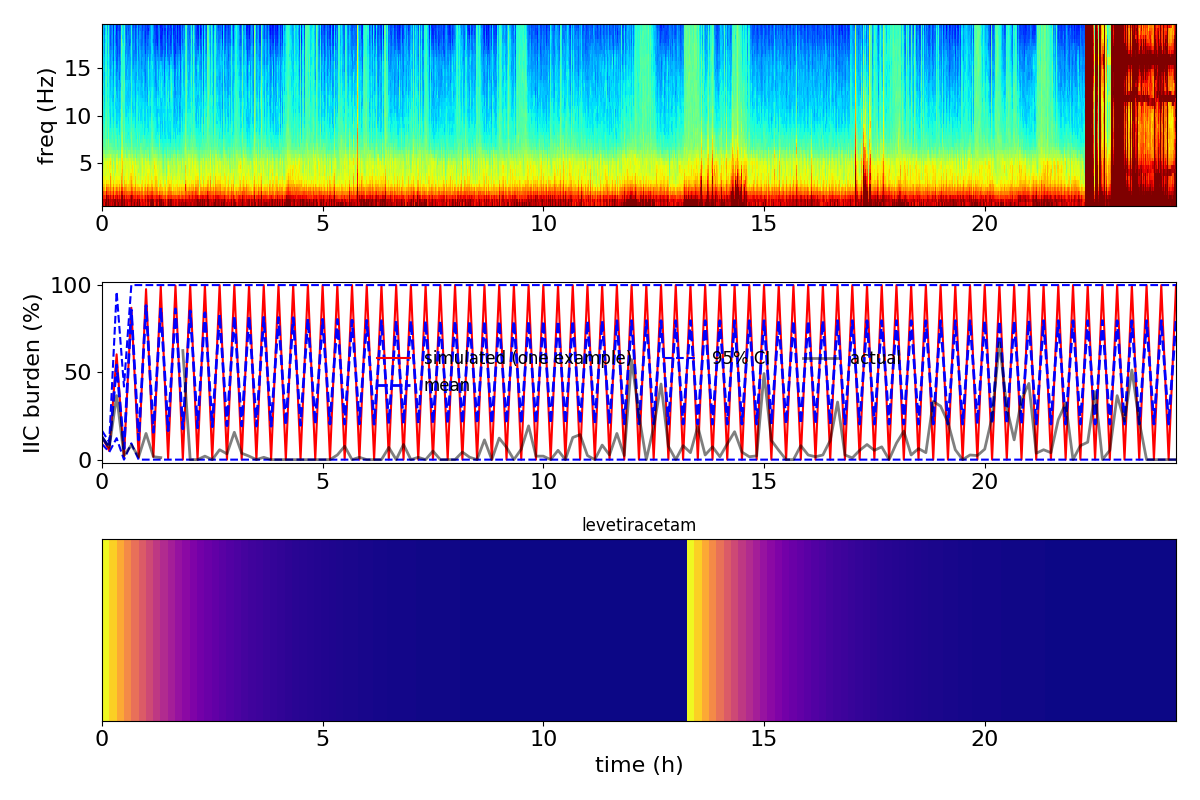 freq (Hz)
15
10
5
0 5 10 15 20
IIC burden (%)
100
50
0
simulated (one example) 95% CI actual
mean
0 5 10 15 20
levetiracetam
0 5 10 15 20
time (h)